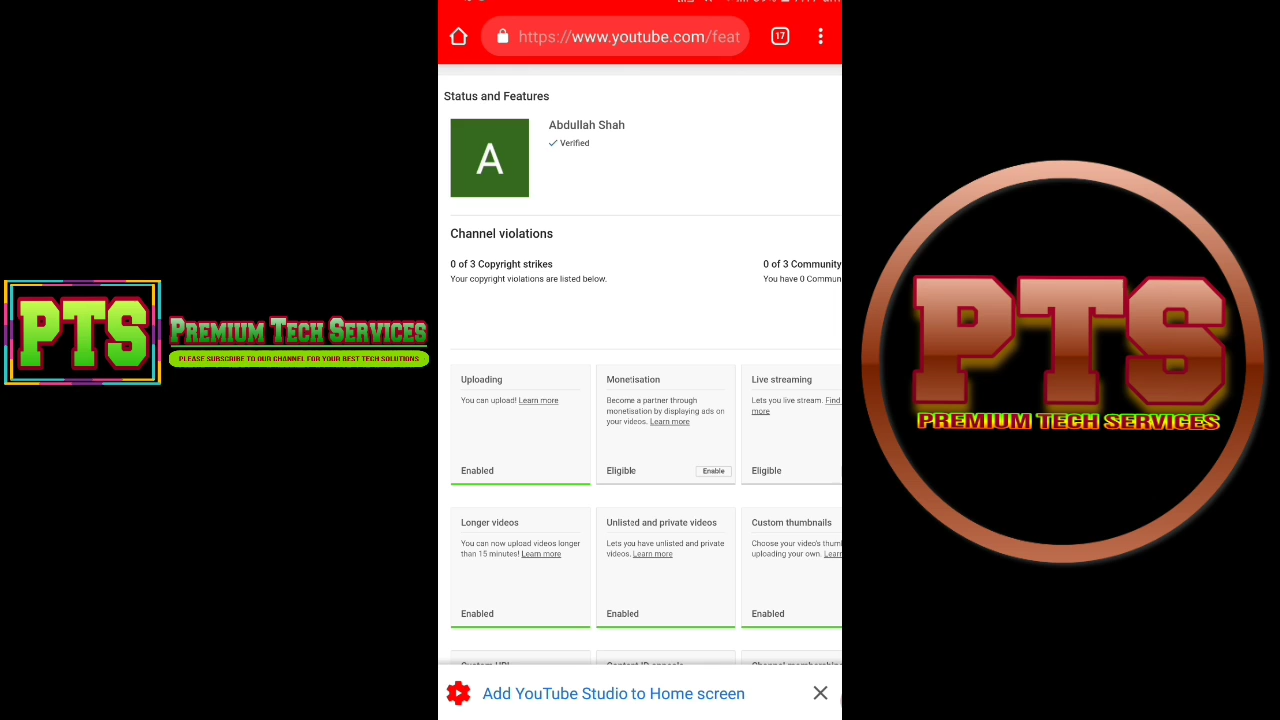 https://www.youtube.com/feat
17
Status and Features
A
Abdullah Shah
Verified
Channel violations
0 of 3 Copyright strikes
Your copyright violations are listed below.
0 of 3 Community
You have 0 Commun
Uploading
You can upload! Learn more
Enabled
Monetisation
Become a partner through
monetisation by displaying ads on
your videos. Learn more
Eligible
Enable
Live streaming
Lets you live stream. Find
more
Eligible
Longer videos
You can now upload videos longer
than 15 minutes! Learn more
Enabled
Unlisted and private videos
Lets you have unlisted and private
videos. Learn more
Enabled
Custom thumbnails
Choose your video's thum
uploading your own. Learn
Enabled
Add YouTube Studio to Home screen
PTS
Premium Tech Services
PLEASE SUBSCRIBE TO OUR CHANNEL FOR YOUR BEST TECH SOLUTIONS
PTS
PREMIUM TECH SERVICES